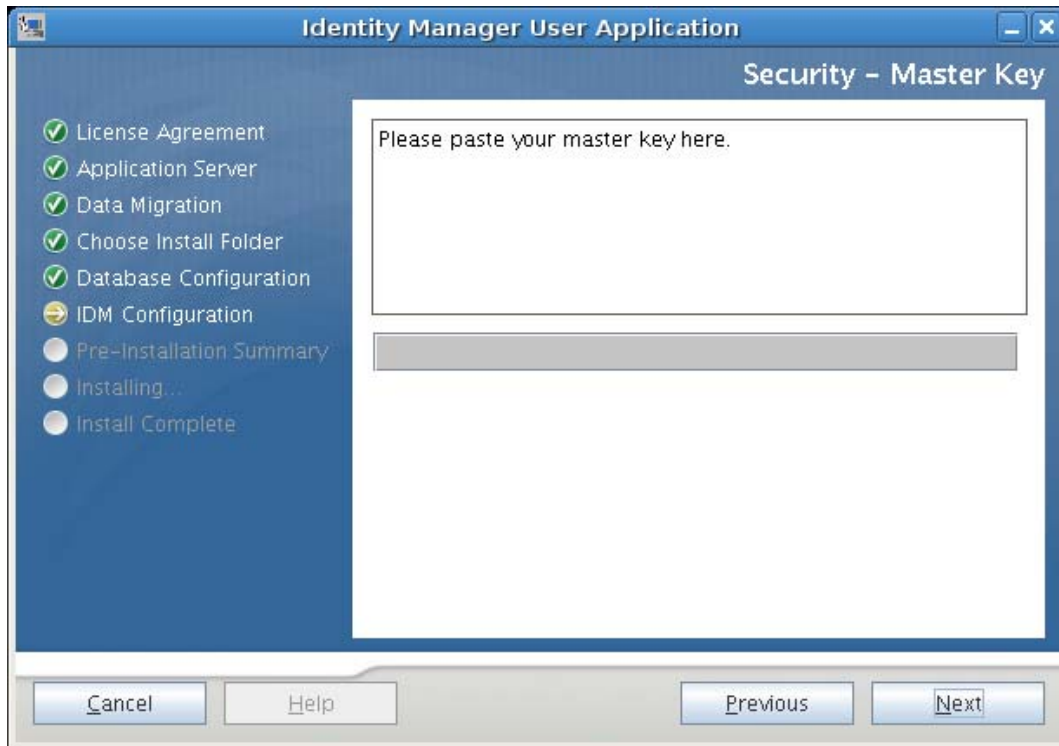 Identity Manager User Application
Security – Master Key
License Agreement
Application Server
Data Migration
Choose Install Folder
Database Configuration
IDM Configuration
Pre-Installation Summary
Installing...
Install Complete
Please paste your master key here.
Cancel
Help
Previous
Next